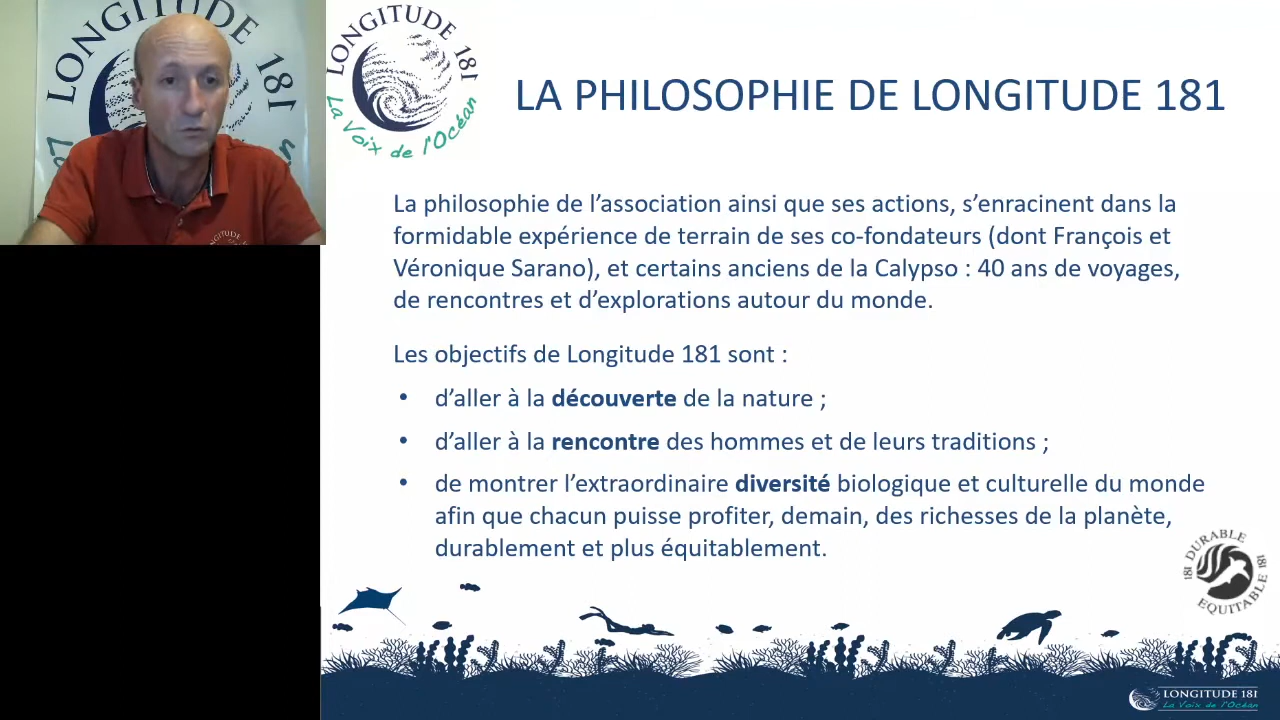 LONGITUDE 181
LONGITUDE 181
La Voix de l'Océan
LA PHILOSOPHIE DE LONGITUDE 181
La philosophie de l’association ainsi que ses actions, s’enracinent dans la
formidable expérience de terrain de ses co-fondateurs (dont François et
Véronique Sarano), et certains anciens de la Calypso : 40 ans de voyages,
de rencontres et d’explorations autour du monde.
Les objectifs de Longitude 181 sont :
• d’aller à la découverte de la nature ;
• d’aller à la rencontre des hommes et de leurs traditions ;
• de montrer l’extraordinaire diversité biologique et culturelle du monde
afin que chacun puisse profiter, demain, des richesses de la planète,
durablement et plus équitablement.
DURABLE
181
181
EQUITABLE
LONGITUDE 181
La Voix de l'Océan